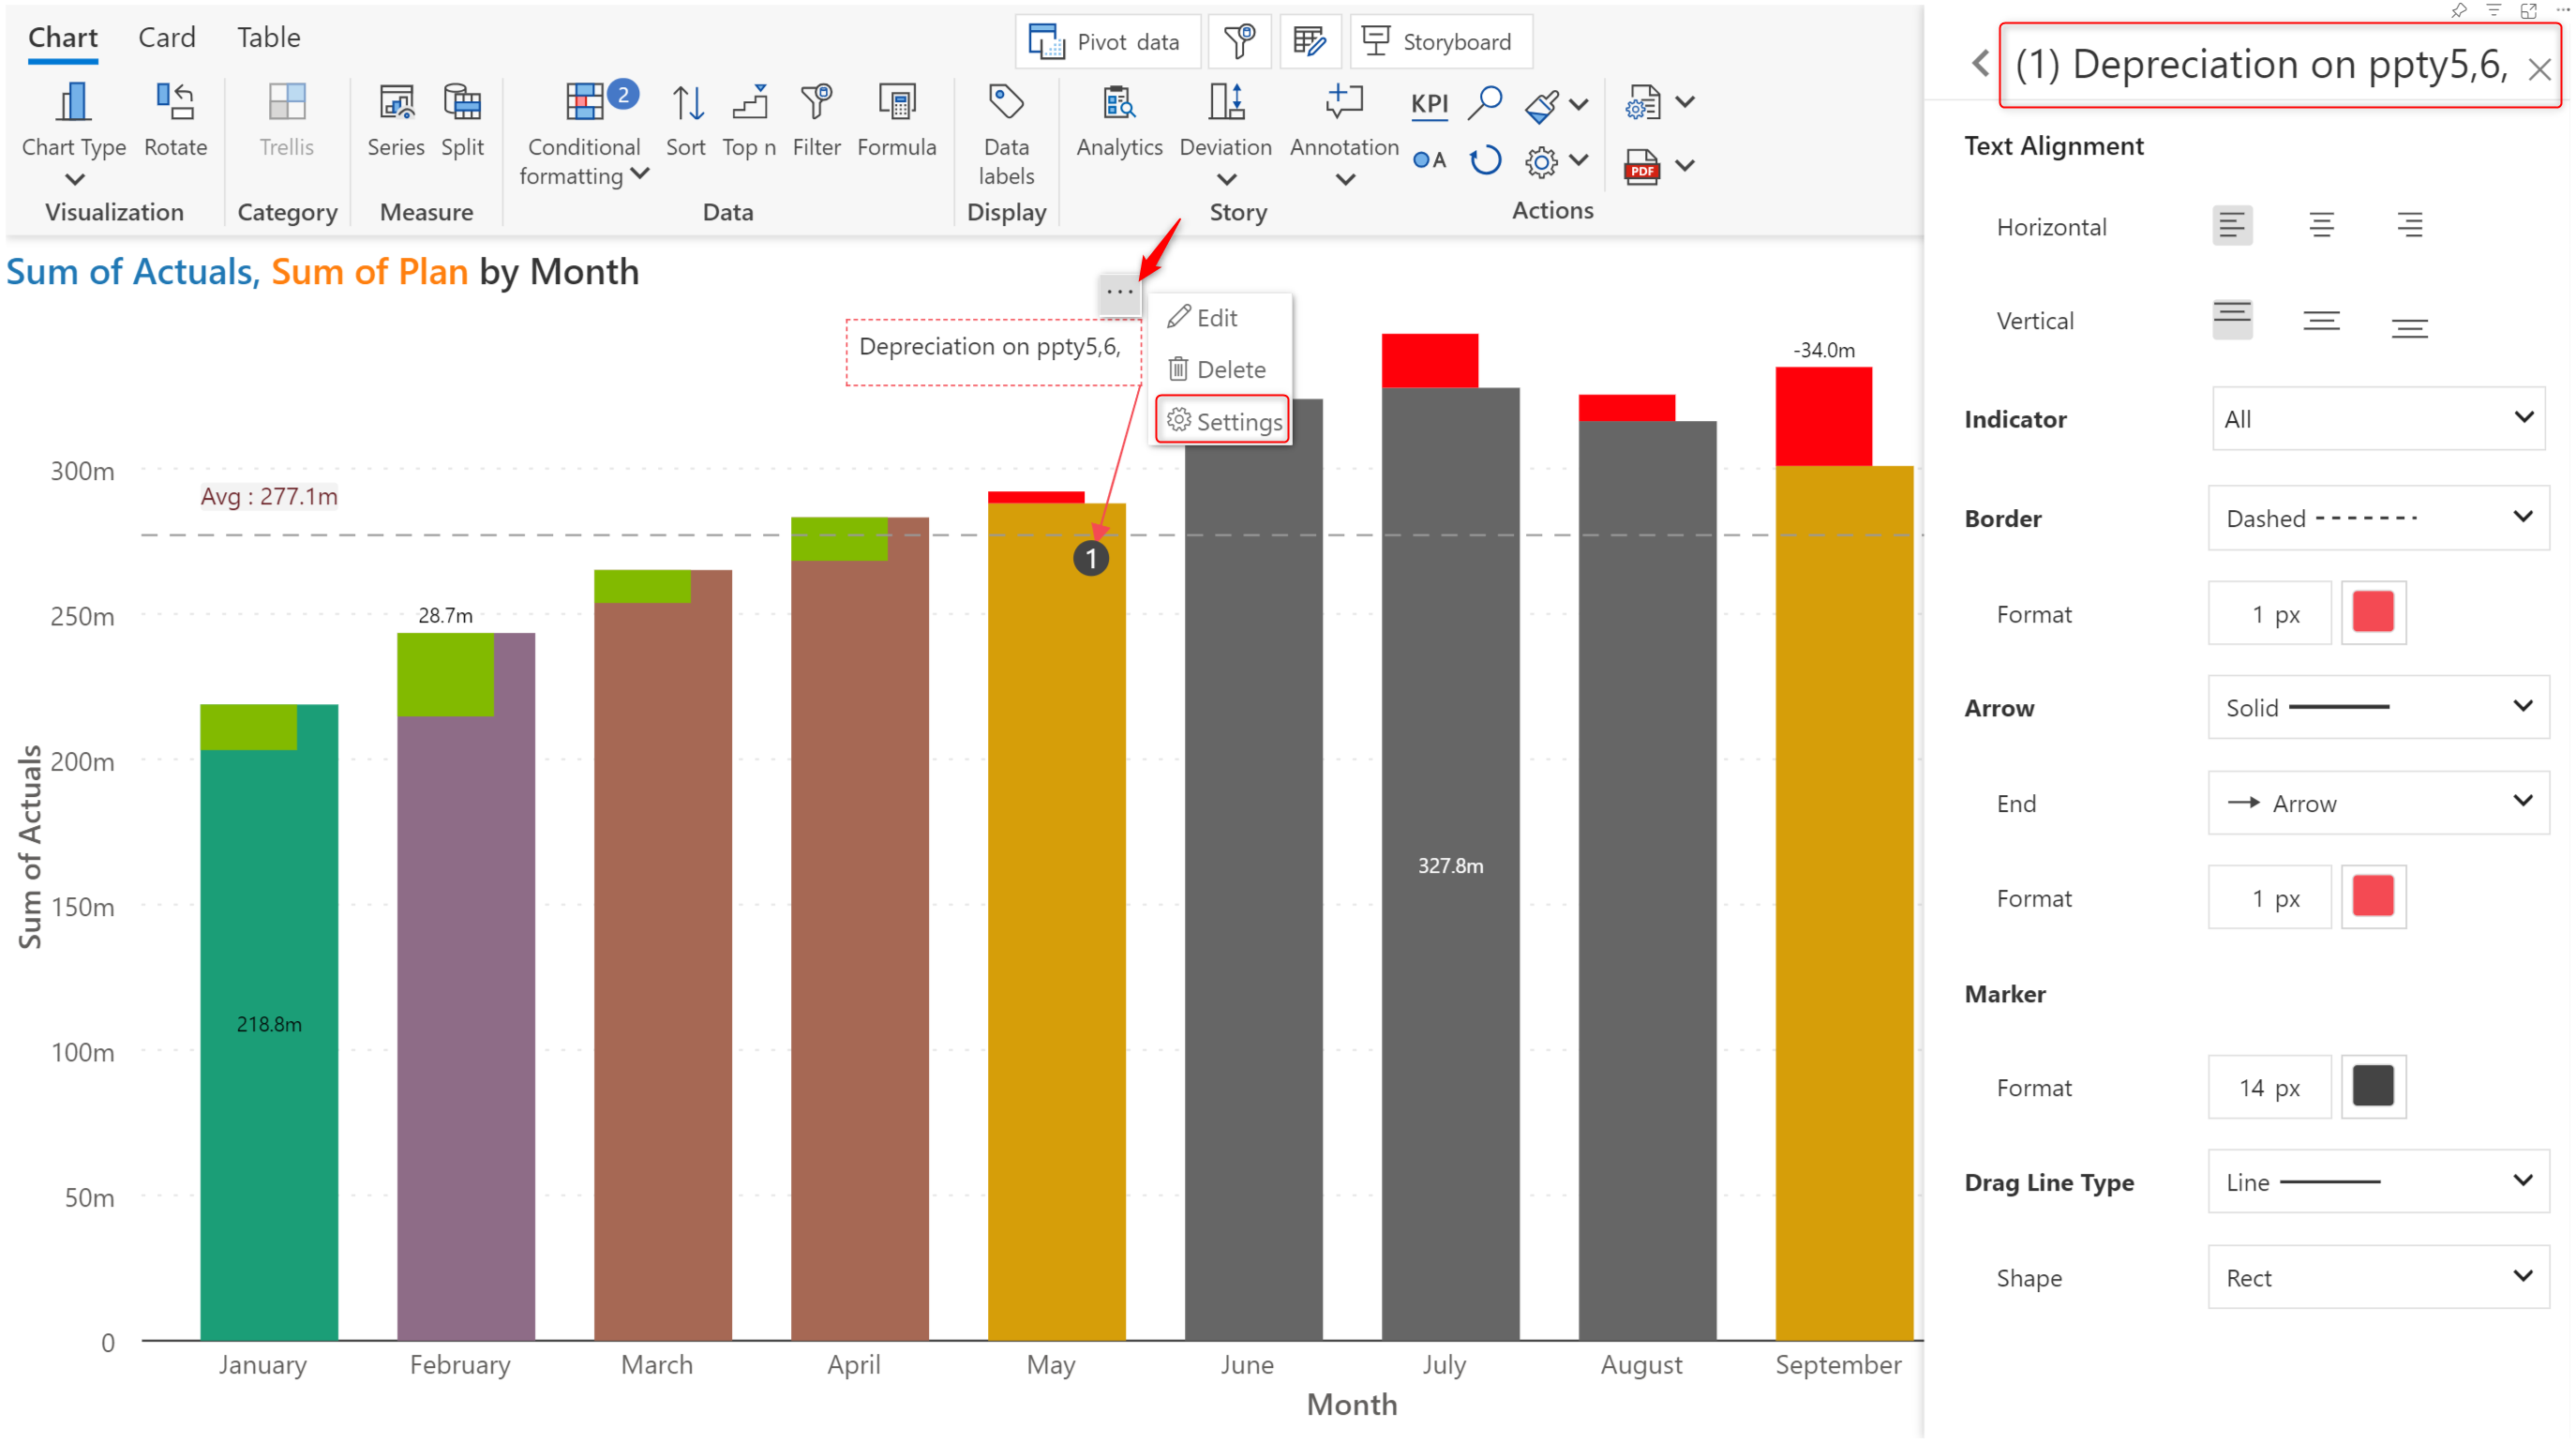 Chart Card Table
Pivot data
Storyboard
Chart Type
Rotate
Visualization
Trellis
Category
Series
Split
Measure
Conditional
formatting
2
Sort
Top n
Filter
Formula
Data
Data
labels
Display
Analytics
Deviation
Annotation
Story
KPI
A
PDF
Actions
Sum of Actuals, Sum of Plan by Month
...
Edit
Delete
Settings
Depreciation on ppty5,6,
Avg : 277.1m
1
28.7m
-34.0m
218.8m
327.8m
300m
250m
200m
150m
100m
50m
0
Sum of Actuals
January February March April May June July August September
Month
(1) Depreciation on ppty5,6,
Text Alignment
Horizontal
Vertical
Indicator All
Border Dashed
Format 1 px
Arrow Solid
End Arrow
Format 1 px
Marker
Format 14 px
Drag Line Type Line
Shape Rect